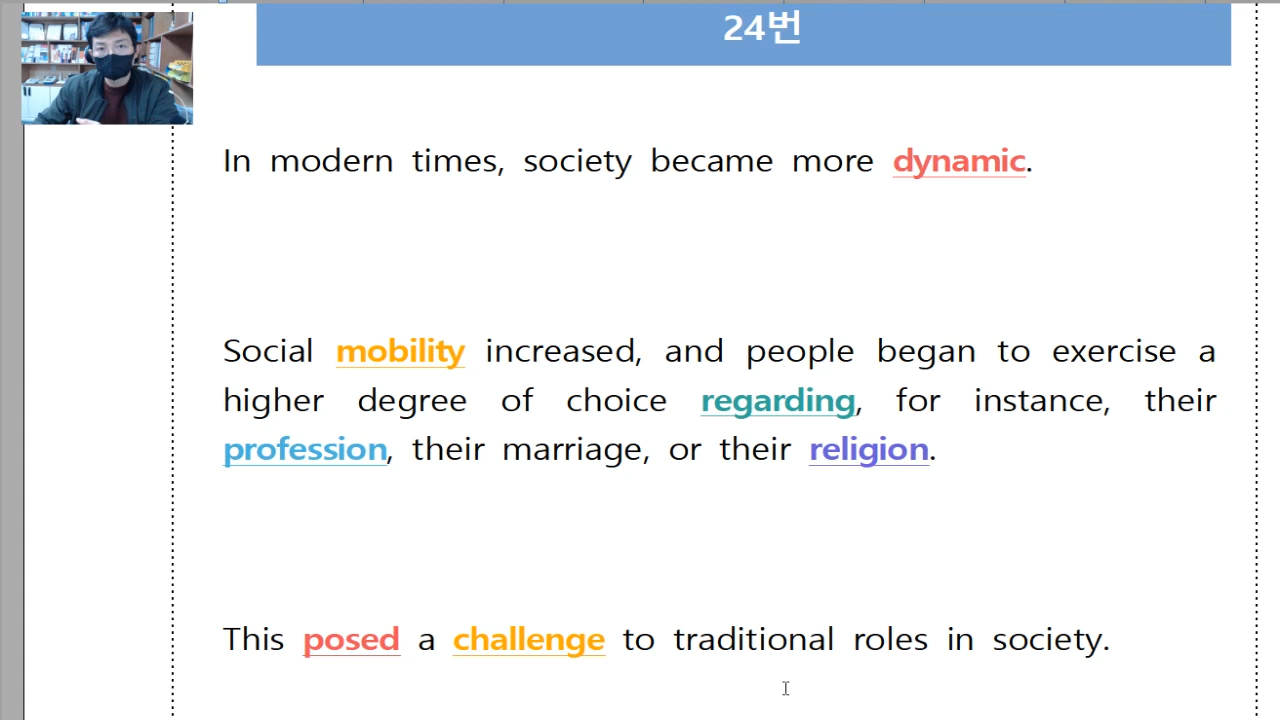 24번
In modern times, society became more dynamic.
Social mobility increased, and people began to exercise a
higher degree of choice regarding, for instance, their
profession, their marriage, or their religion.
This posed a challenge to traditional roles in society.